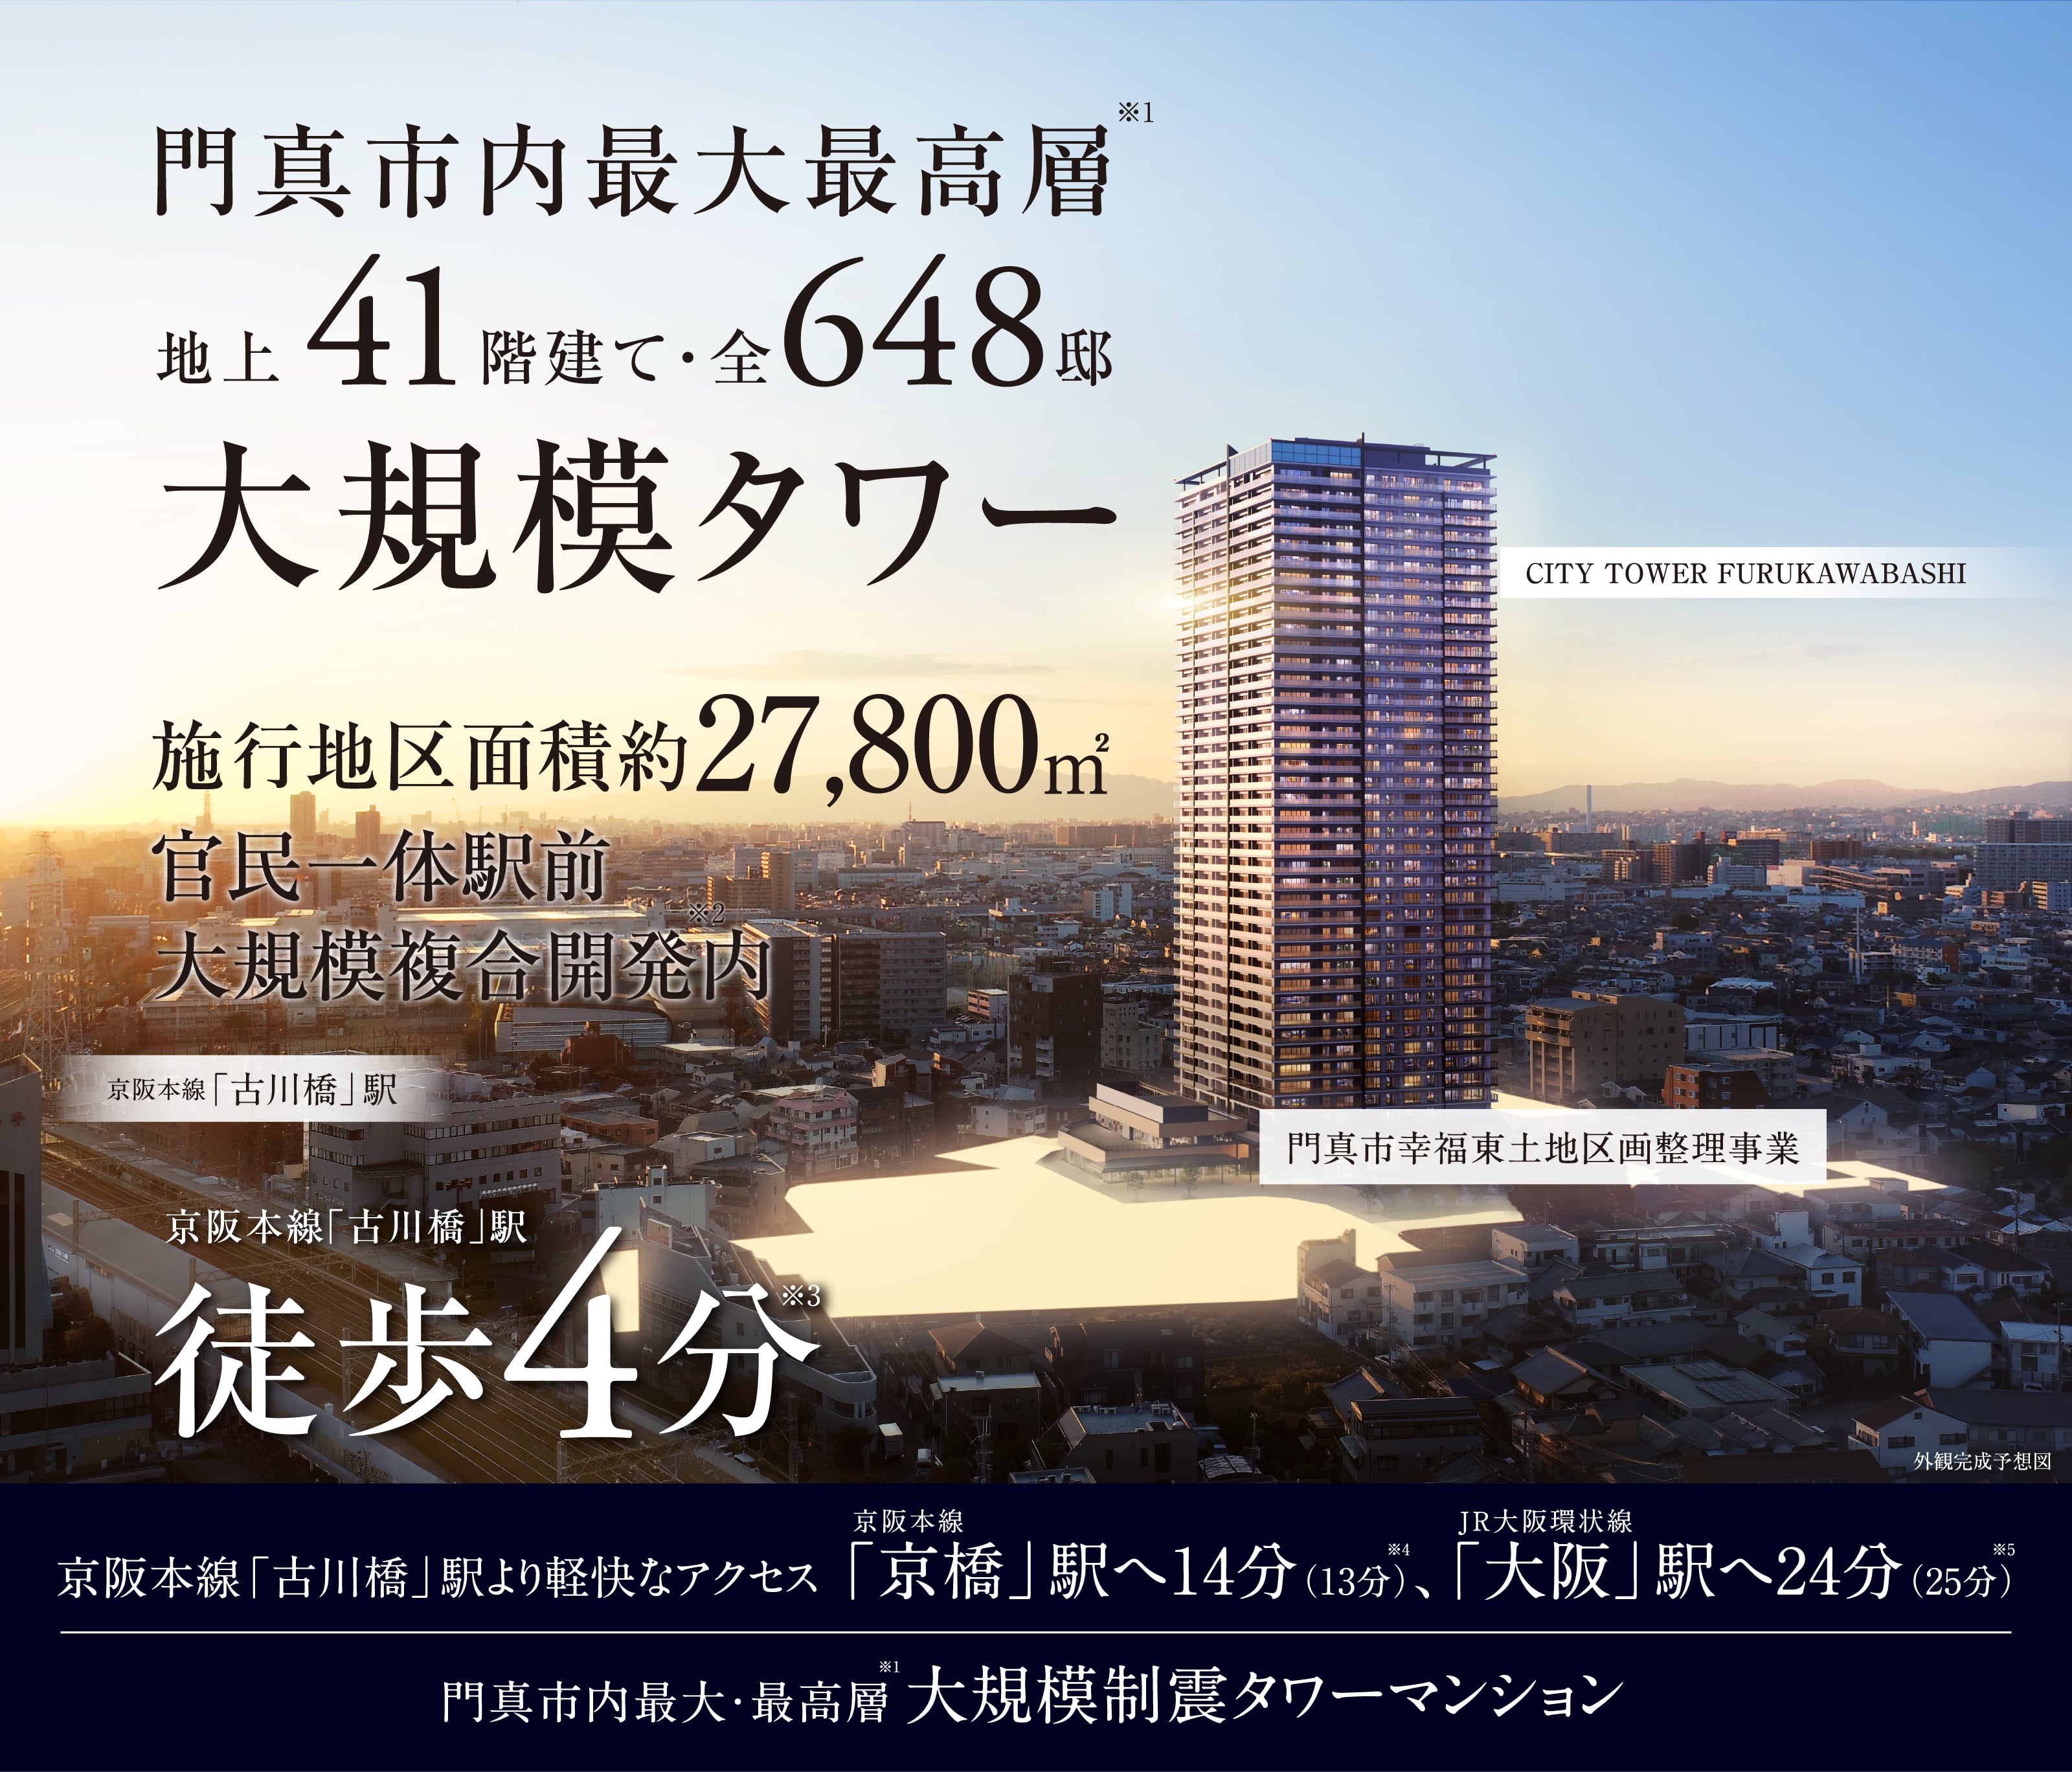 門真市内最大最高層※1
地上41階建て・全648邸
大規模タワー
CITY TOWER FURUKAWABASHI
施行地区面積約27,800㎡
官民一体駅前
大規模複合開発内※2
京阪本線「古川橋」駅
門真市幸福東土地区画整理事業
京阪本線「古川橋」駅
徒歩4分※3
外観完成予想図
京阪本線 JR大阪環状線
京阪本線「古川橋」駅より軽快なアクセス 「京橋」駅へ14分(13分)※4、「大阪」駅へ24分(25分)※5
門真市内最大・最高層※1 大規模制震タワーマンション